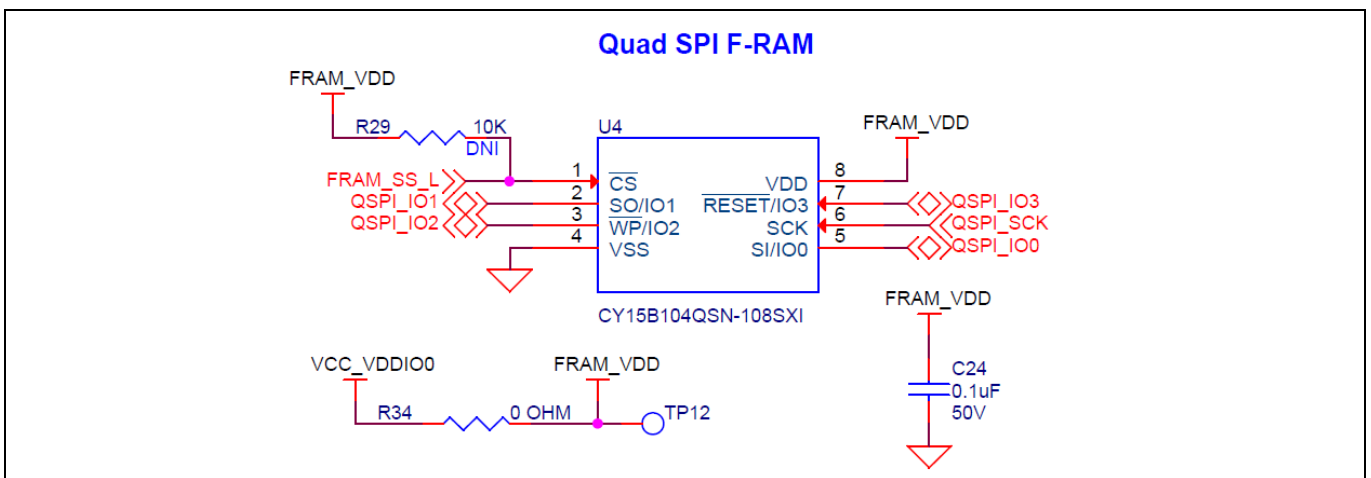 Quad SPI F-RAM
FRAM_VDD
R29 10K
DNI
U4
FRAM_VDD
FRAM_SS_L 1 CS VDD 8
QSPI_IO1 2 SO/IO1 RESET/IO3 7 QSPI_IO3
QSPI_IO2 3 WP/IO2 SCK 6 QSPI_SCK
4 VSS SI/IO0 5 QSPI_IO0
CY15B104QSN-108SXI
FRAM_VDD
C24
0.1uF
50V
VCC_VDDIO0 FRAM_VDD
R34 0 OHM TP12